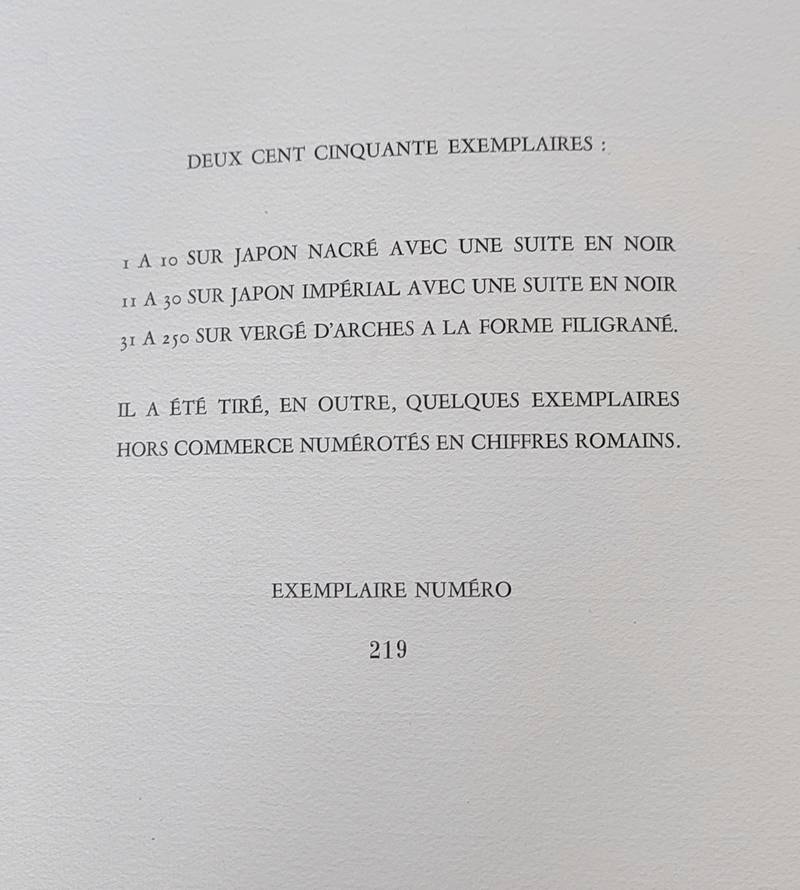 DEUX CENT CINQUANTE EXEMPLAIRES :
1 A 10 SUR JAPON NACRÉ AVEC UNE SUITE EN NOIR
11 A 30 SUR JAPON IMPÉRIAL AVEC UNE SUITE EN NOIR
31 A 250 SUR VERGÉ D'ARCHES A LA FORME FILIGRANÉ.
IL A ÉTÉ TIRÉ, EN OUTRE, QUELQUES EXEMPLAIRES
HORS COMMERCE NUMÉROTÉS EN CHIFFRES ROMAINS.
EXEMPLAIRE NUMÉRO
219